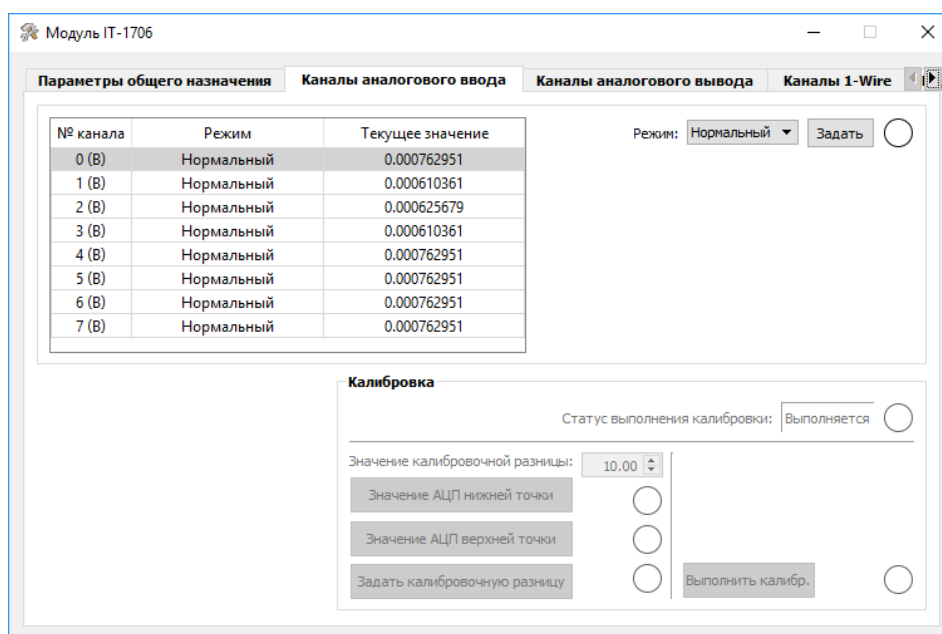 Модуль IT-1706
Параметры общего назначения Каналы аналогового ввода Каналы аналогового вывода Каналы 1-Wire
№ канала Режим Текущее значение Режим: Нормальный Задать
0 (В) Нормальный 0.000762951
1 (В) Нормальный 0.000610361
2 (В) Нормальный 0.000625679
3 (В) Нормальный 0.000610361
4 (В) Нормальный 0.000762951
5 (В) Нормальный 0.000762951
6 (В) Нормальный 0.000762951
7 (В) Нормальный 0.000762951
Калибровка
Статус выполнения калибровки: Выполняется
Значение калибровочной разницы: 10.00
Значение АЦП нижней точки
Значение АЦП верхней точки
Задать калибровочную разницу Выполнить калибр.